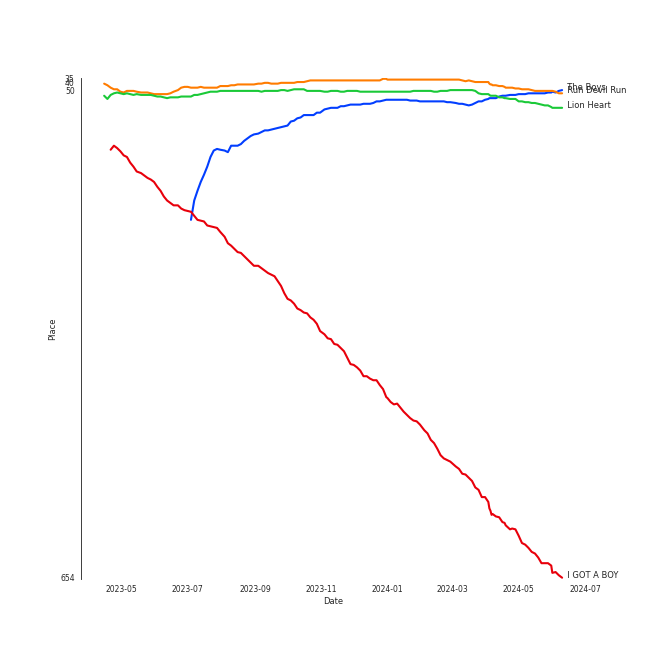 35
40
50
The Boys
Run Devil Run
Lion Heart
Place
654
I GOT A BOY
2023-05
2023-07
2023-09
2023-11
2024-01
2024-03
2024-05
2024-07
Date